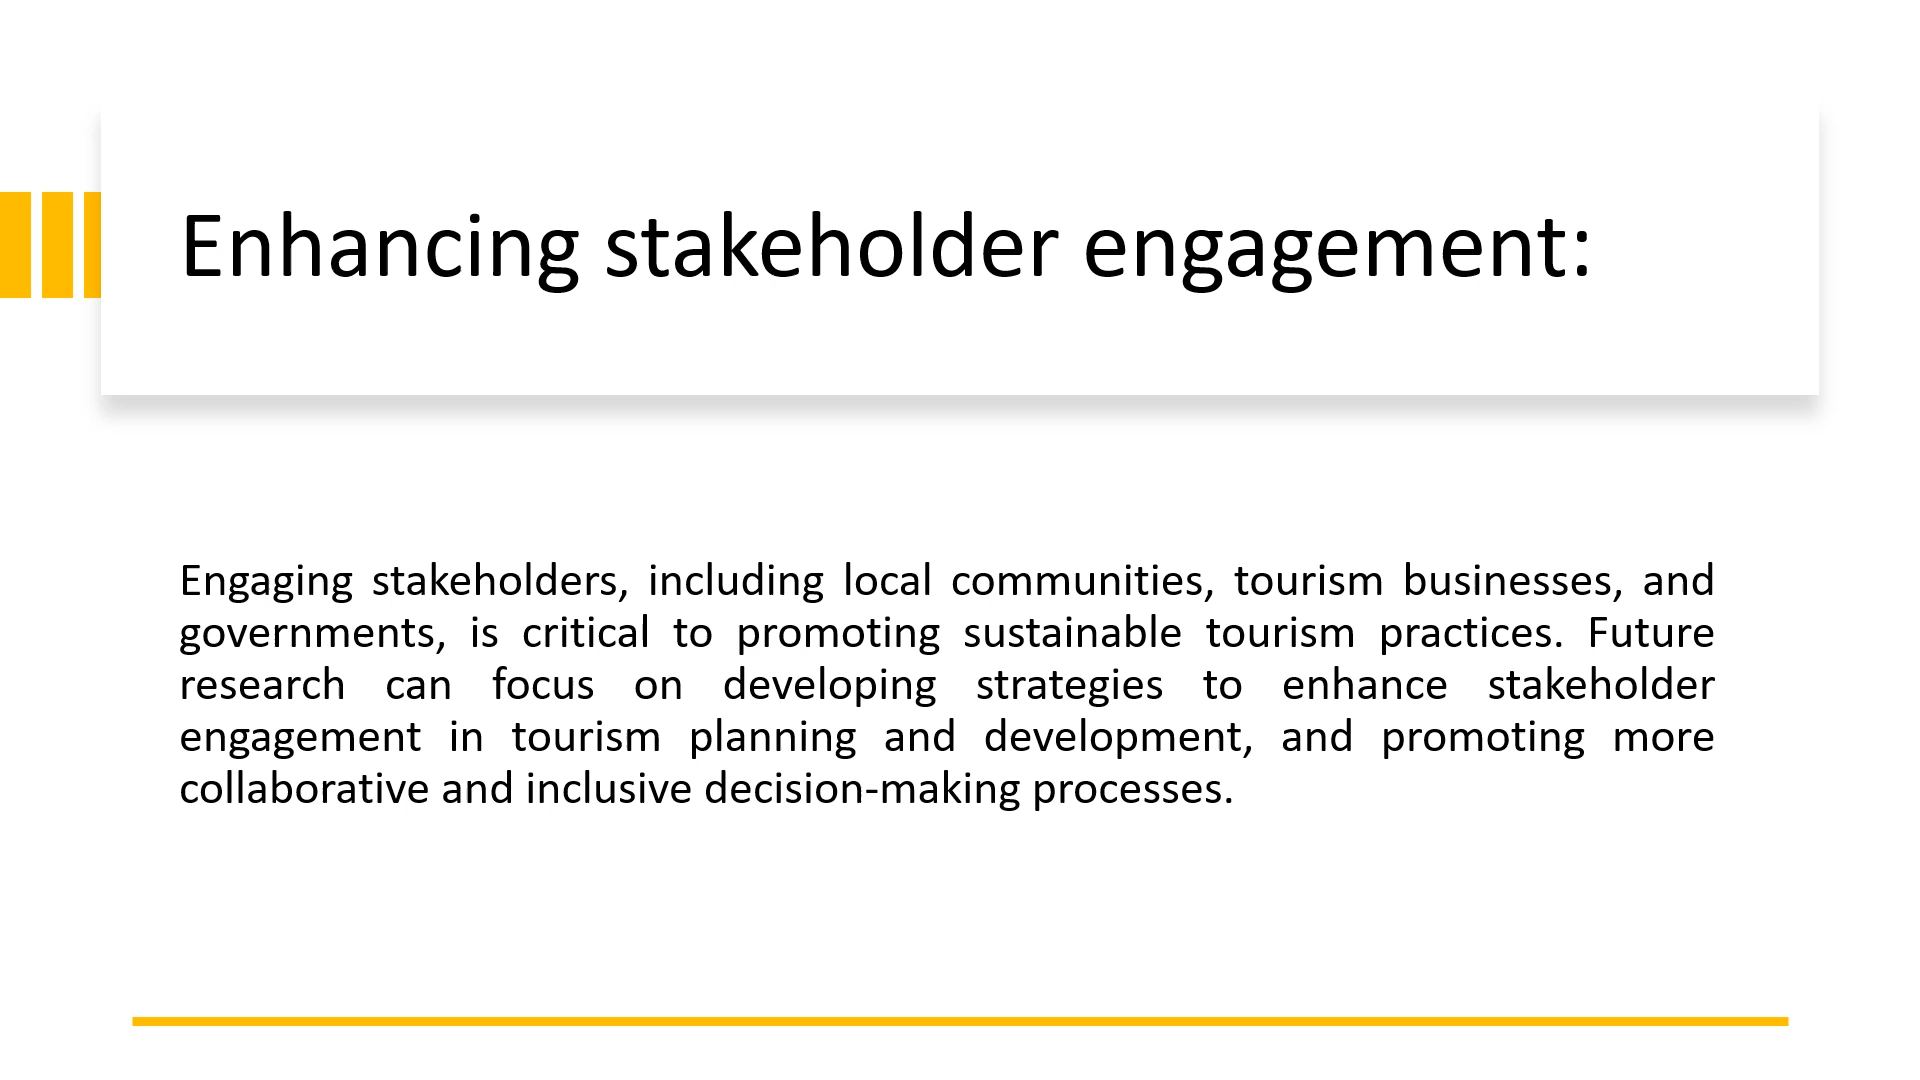 Enhancing stakeholder engagement:
Engaging stakeholders, including local communities, tourism businesses, and
governments, is critical to promoting sustainable tourism practices. Future
research can focus on developing strategies to enhance stakeholder
engagement in tourism planning and development, and promoting more
collaborative and inclusive decision-making processes.